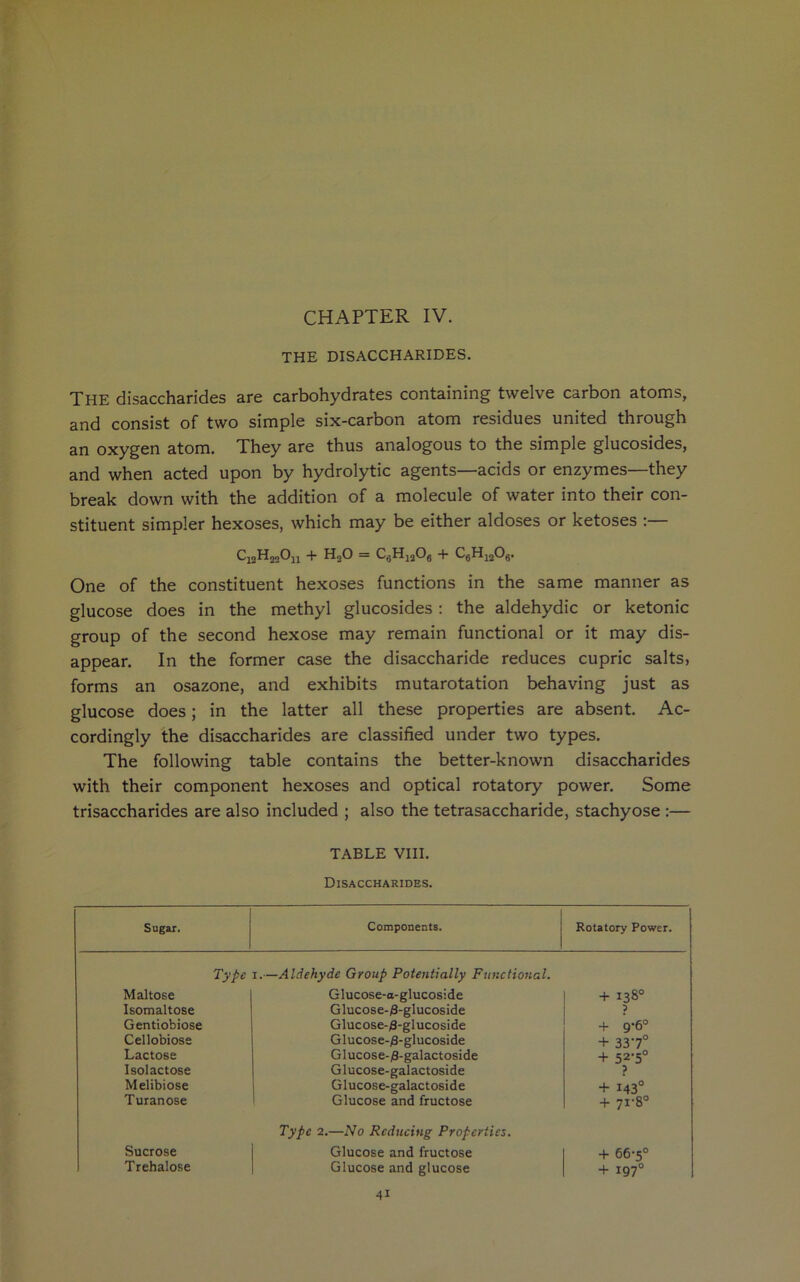 CHAPTER IV.
THE DISACCHARIDES.
THE disaccharides are carbohydrates containing twelve carbon atoms,
and consist of two simple six-carbon atom residues united through
an oxygen atom. They are thus analogous to the simple glucosides,
and when acted upon by hydrolytic agents—acids or enzymes—they
break down with the addition of a molecule of water into their con-
stituent simpler hexoses, which may be either aldoses or ketoses :—
C₁₂H₂₂O₁₁ + H₂O = C₆H₁₂O₆ + C₆H₁₂O₆.
One of the constituent hexoses functions in the same manner as
glucose does in the methyl glucosides : the aldehydic or ketonic
group of the second hexose may remain functional or it may dis-
appear. In the former case the disaccharide reduces cupric salts,
forms an osazone, and exhibits mutarotation behaving just as
glucose does ; in the latter all these properties are absent. Ac-
cordingly the disaccharides are classified under two types.
The following table contains the better-known disaccharides
with their component hexoses and optical rotatory power. Some
trisaccharides are also included ; also the tetrasaccharide, stachyose :—
TABLE VIII.
DISACCHARIDES.
Sugar. Components. Rotatory Power.
Type 1.—Aldehyde Group Potentially Functional.
Maltose Glucose-α-glucoside + 138°
Isomaltose Glucose-β-glucoside ?
Gentiobiose Glucose-β-glucoside + 9·6°
Cellobiose Glucose-β-glucoside + 33·7°
Lactose Glucose-β-galactoside + 52·5°
Isolactose Glucose-galactoside ?
Melibiose Glucose-galactoside + 143°
Turanose Glucose and fructose + 71·8°
Type 2.—No Reducing Properties.
Sucrose Glucose and fructose + 66·5°
Trehalose Glucose and glucose + 197°
41